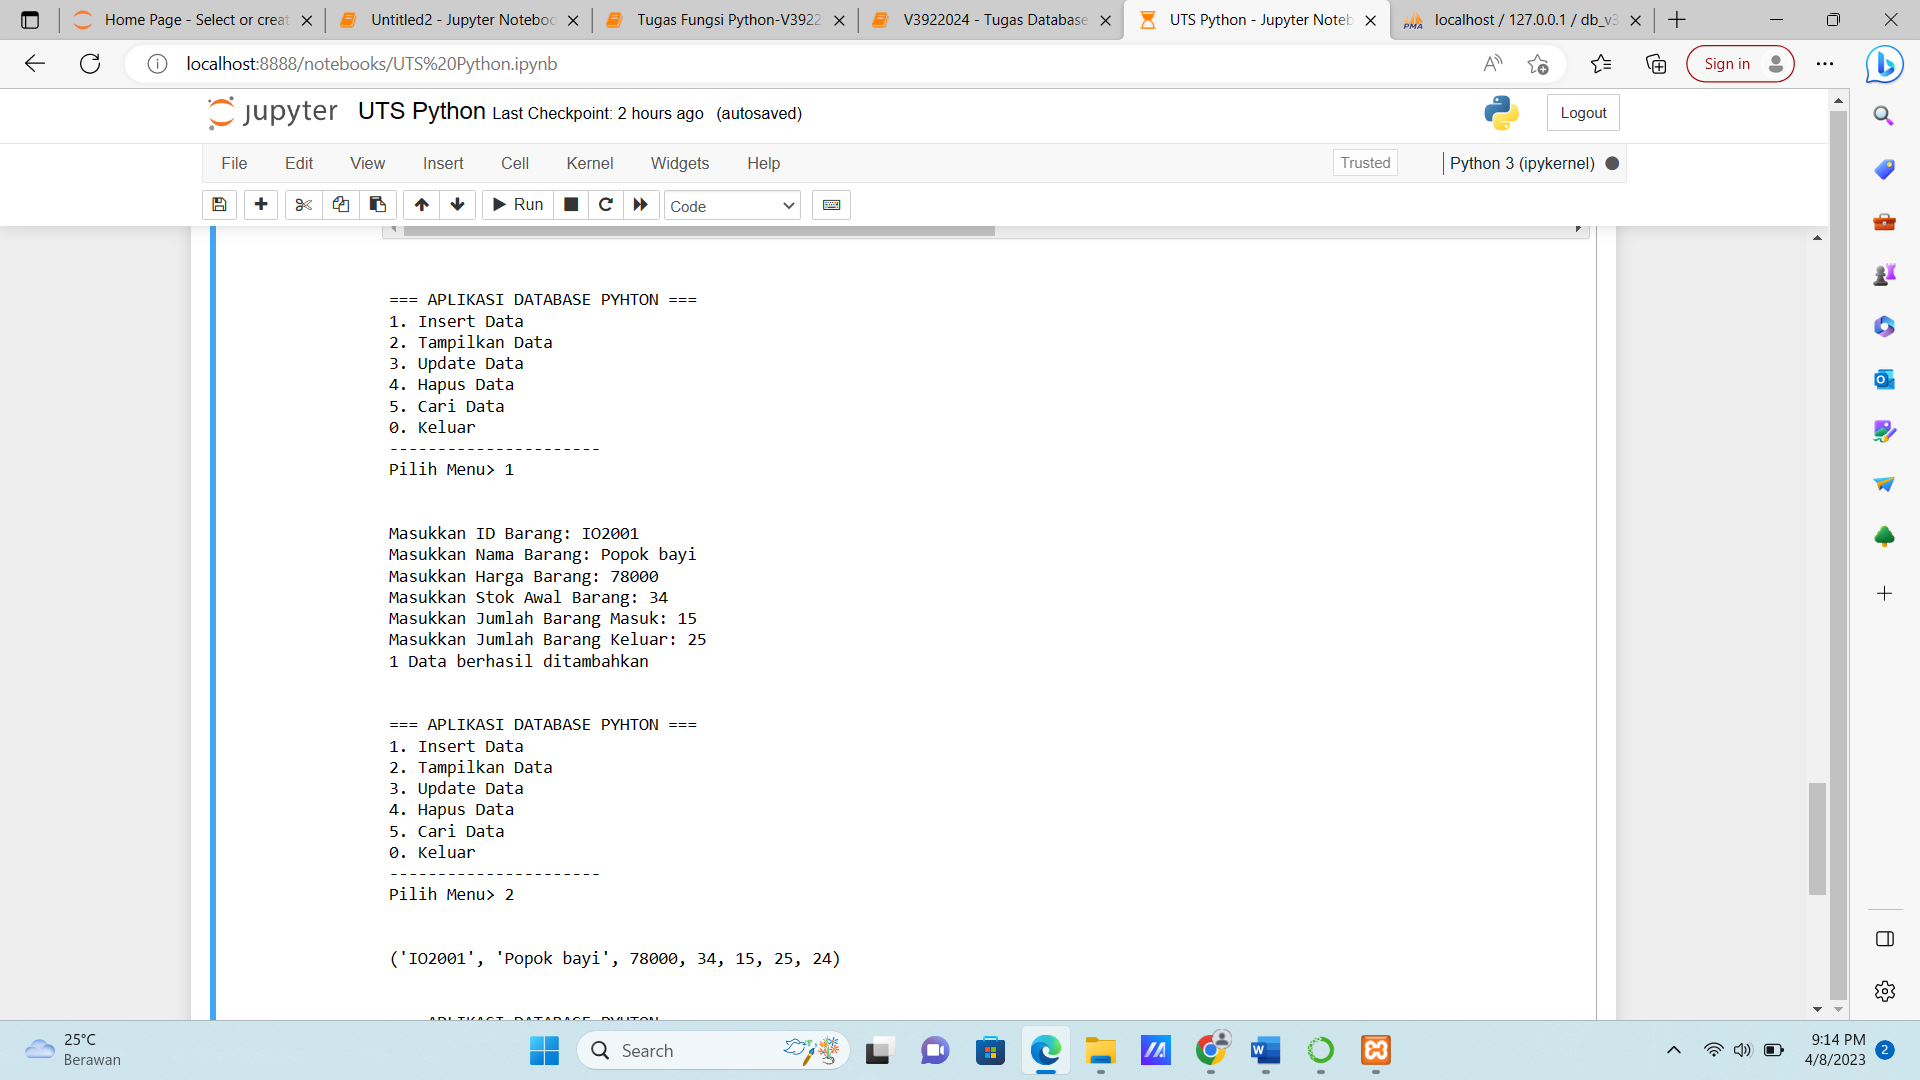 Home Page - Select or creat
Untitled2 - Jupyter Noteboo
Tugas Fungsi Python-V3922
V3922024 - Tugas Database
UTS Python - Jupyter Noteb
localhost / 127.0.0.1 / db_v3
localhost:8888/notebooks/UTS%20Python.ipynb
Sign in
jupyter UTS Python Last Checkpoint: 2 hours ago (autosaved)
Logout
File Edit View Insert Cell Kernel Widgets Help
Trusted
Python 3 (ipykernel)
Run
Code
=== APLIKASI DATABASE PYHTON ===
1. Insert Data
2. Tampilkan Data
3. Update Data
4. Hapus Data
5. Cari Data
0. Keluar
----------------------
Pilih Menu> 1
Masukkan ID Barang: IO2001
Masukkan Nama Barang: Popok bayi
Masukkan Harga Barang: 78000
Masukkan Stok Awal Barang: 34
Masukkan Jumlah Barang Masuk: 15
Masukkan Jumlah Barang Keluar: 25
1 Data berhasil ditambahkan
=== APLIKASI DATABASE PYHTON ===
1. Insert Data
2. Tampilkan Data
3. Update Data
4. Hapus Data
5. Cari Data
0. Keluar
----------------------
Pilih Menu> 2
('IO2001', 'Popok bayi', 78000, 34, 15, 25, 24)
APLIKASI DATABASE PYHTON
25°C
Berawan
Search
9:14 PM
4/8/2023
2